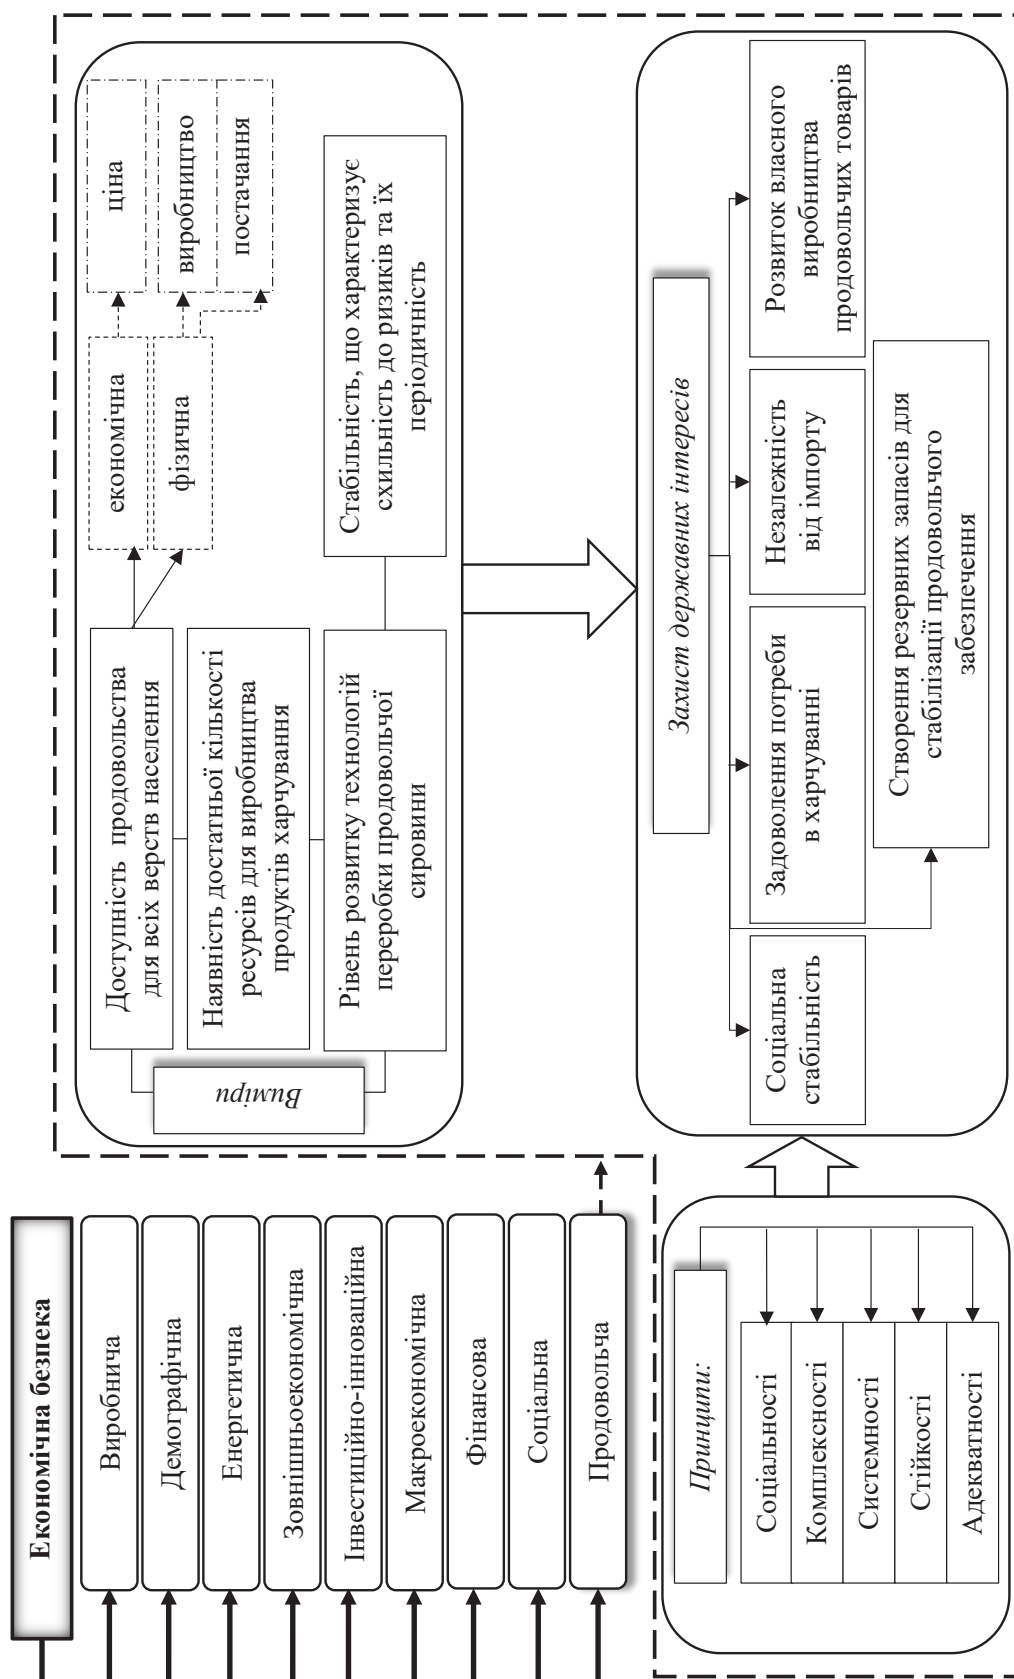 Економічна безпека
Виробнича
Демографічна
Енергетична
Зовнішньоекономічна
Інвестиційно-інноваційна
Макроекономічна
Фінансова
Соціальна
Продовольча
Виміри
Доступність продовольства
для всіх верств населення
Наявність достатньої кількості
ресурсів для виробництва
продуктів харчування
Рівень розвитку технологій
переробки продовольчої
сировини
економічна
фізична
ціна
виробництво
постачання
Стабільність, що характеризує
схильність до ризиків та їх
періодичність
Принципи:
Соціальності
Комплексності
Системності
Стійкості
Адекватності
Захист державних інтересів
Соціальна
стабільність
Задоволення потреби
в харчуванні
Незалежність
від імпорту
Розвиток власного
виробництва
продовольчих товарів
Створення резервних запасів для
стабілізації продовольчого
забезпечення